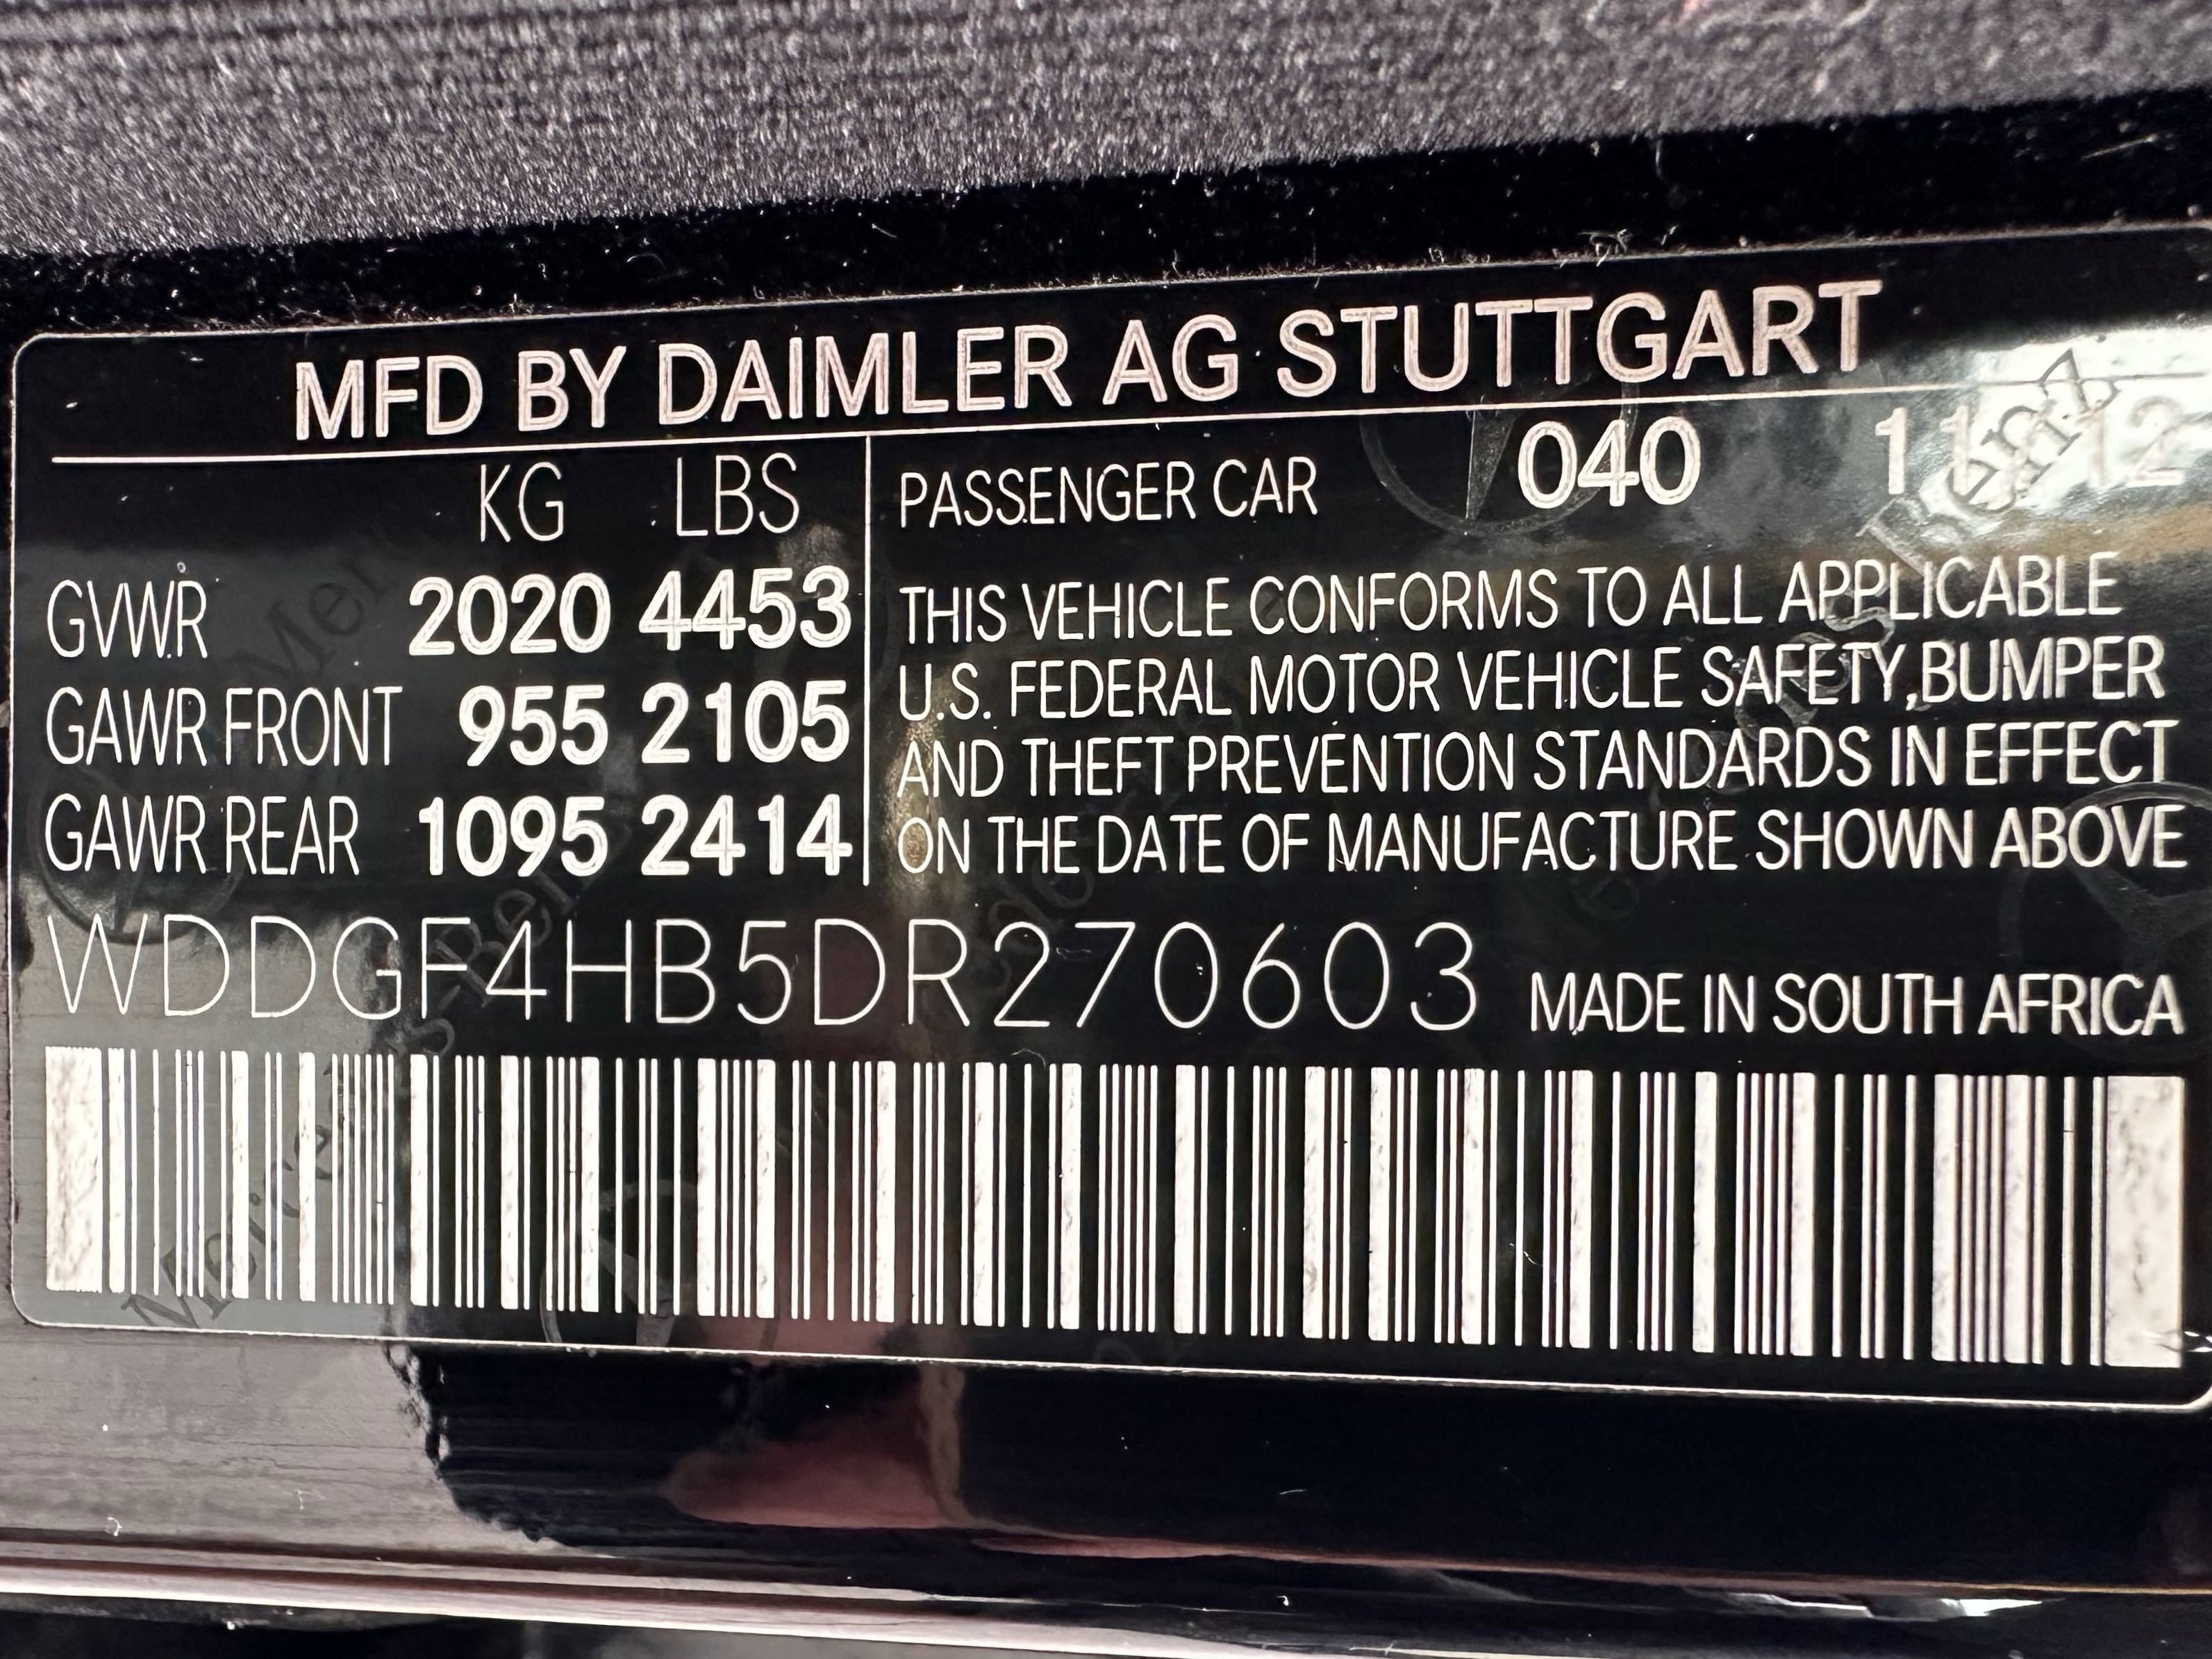 MFD BY DAIMLER AG STUTTGART
KG LBS
GVWR 2020 4453
GAWR FRONT 955 2105
GAWR REAR 1095 2414
PASSENGER CAR 040
THIS VEHICLE CONFORMS TO ALL APPLICABLE
U.S. FEDERAL MOTOR VEHICLE SAFETY,BUMPER
AND THEFT PREVENTION STANDARDS IN EFFECT
ON THE DATE OF MANUFACTURE SHOWN ABOVE
WDDGF4HB5DR270603 MADE IN SOUTH AFRICA